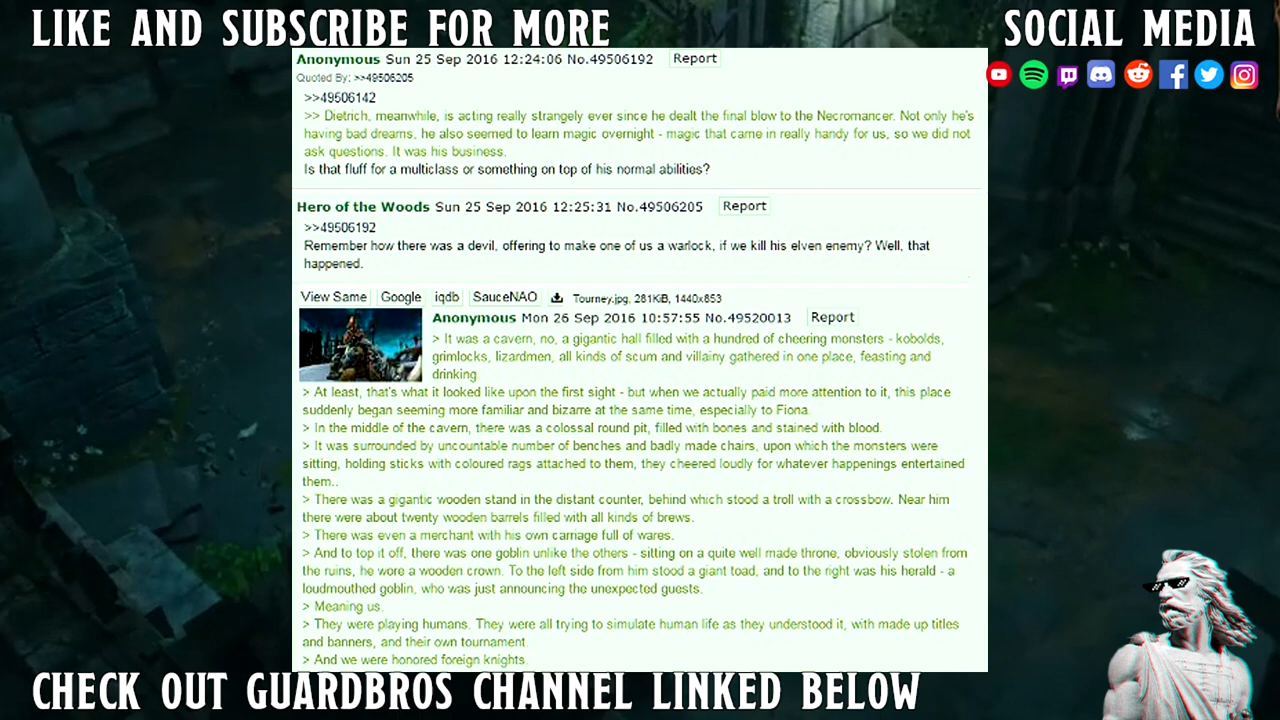 LIKE AND SUBSCRIBE FOR MORE
SOCIAL MEDIA
Anonymous Sun 25 Sep 2016 12:24:06 No.49506192 Report
Quoted By: >>49506205
>>49506142
>> Dietrich, meanwhile, is acting really strangely ever since he dealt the final blow to the Necromancer. Not only he's
having bad dreams, he also seemed to learn magic overnight - magic that came in really handy for us, so we did not
ask questions. It was his business.
Is that fluff for a multiclass or something on top of his normal abilities?
Hero of the Woods Sun 25 Sep 2016 12:25:31 No.49506205 Report
>>49506192
Remember how there was a devil, offering to make one of us a warlock, if we kill his elven enemy? Well, that
happened.
View Same Google iqdb SauceNAO Tourney.jpg, 281KiB, 1440x853
Anonymous Mon 26 Sep 2016 10:57:55 No.49520013 Report
> It was a cavern, no, a gigantic hall filled with a hundred of cheering monsters - kobolds,
grimlocks, lizardmen, all kinds of scum and villainy gathered in one place, feasting and
drinking.
> At least, that's what it looked like upon the first sight - but when we actually paid more attention to it, this place
suddenly began seeming more familiar and bizarre at the same time, especially to Fiona.
> In the middle of the cavern, there was a colossal round pit, filled with bones and stained with blood.
> It was surrounded by uncountable number of benches and badly made chairs, upon which the monsters were
sitting, holding sticks with coloured rags attached to them, they cheered loudly for whatever happenings entertained
them..
> There was a gigantic wooden stand in the distant counter, behind which stood a troll with a crossbow. Near him
there were about twenty wooden barrels filled with all kinds of brews.
> There was even a merchant with his own carriage full of wares.
> And to top it off, there was one goblin unlike the others - sitting on a quite well made throne, obviously stolen from
the ruins, he wore a wooden crown. To the left side from him stood a giant toad, and to the right was his herald - a
loudmouthed goblin, who was just announcing the unexpected guests.
> Meaning us.
> They were playing humans. They were all trying to simulate human life as they understood it, with made up titles
and banners, and their own tournament.
> And we were honored foreign knights.
CHECK OUT GUARDBROS CHANNEL LINKED BELOW